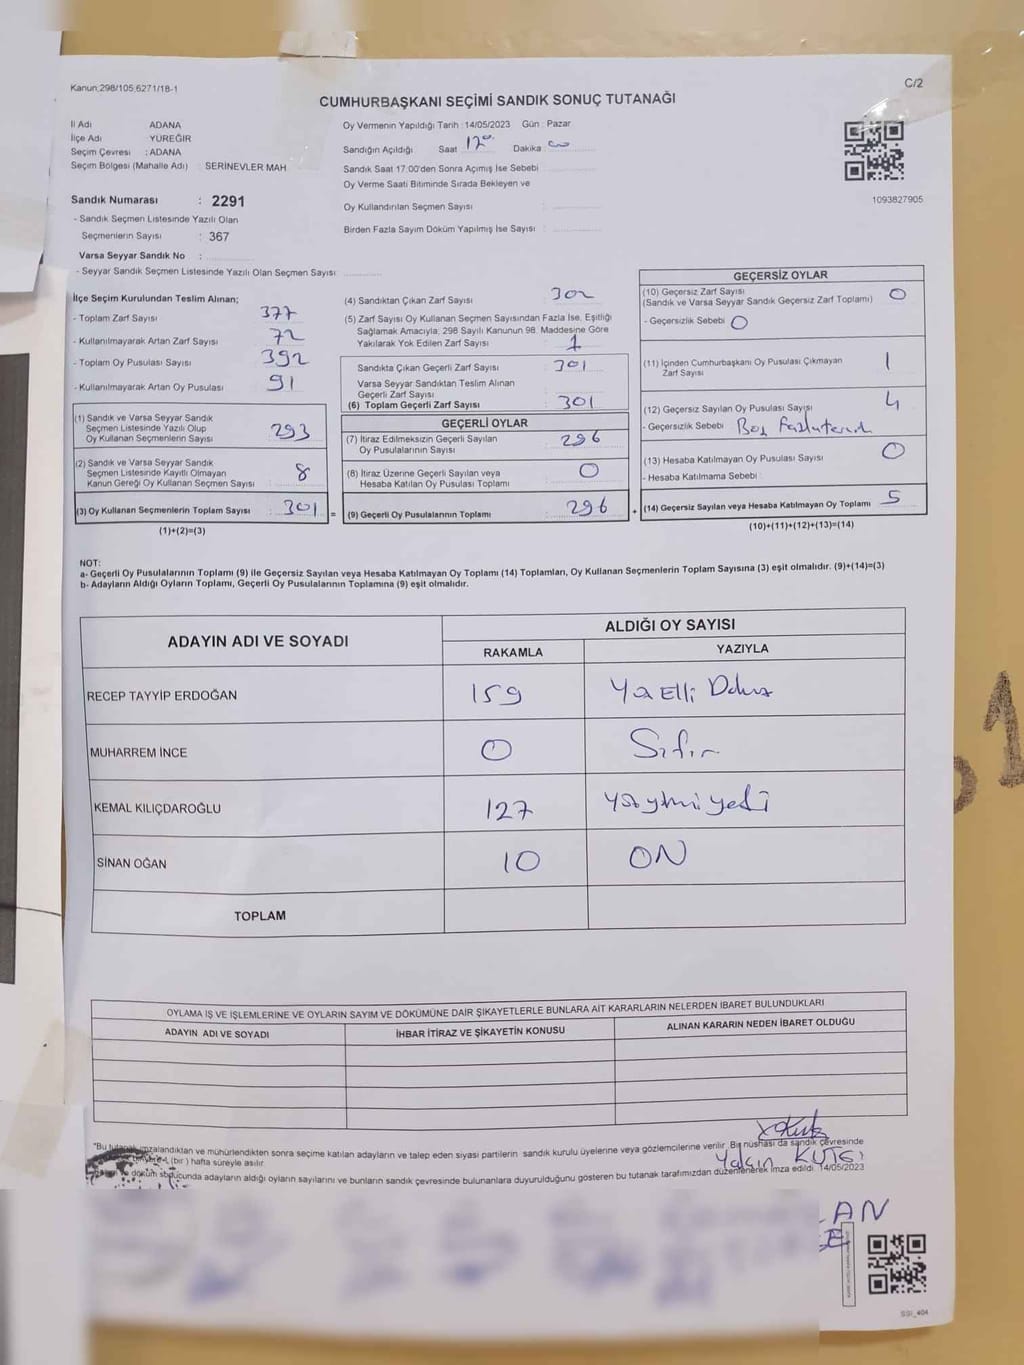 Kanun;298/105,6271/18-1
C/2
CUMHURBAŞKANI SEÇİMİ SANDIK SONUÇ TUTANAĞI
İl Adı ADANA
İlçe Adı YÜREĞİR
Seçim Çevresi : ADANA
Seçim Bölgesi (Mahalle Adı) : SERİNEVLER MAH
Sandık Numarası : 2291
- Sandık Seçmen Listesinde Yazılı Olan
Seçmenlerin Sayısı : 367
Varsa Seyyar Sandık No :
- Seyyar Sandık Seçmen Listesinde Yazılı Olan Seçmen Sayısı :
Oy Vermenin Yapıldığı Tarih : 14/05/2023 Gün : Pazar
Sandığın Açıldığı Saat Dakika
Sandık Saat 17:00'den Sonra Açımış İse Sebebi
Oy Verme Saati Bitiminde Sırada Bekleyen ve
Oy Kullandırılan Seçmen Sayısı :
Birden Fazla Sayım Döküm Yapılmış İse Sayısı :
1093827905
İlçe Seçim Kurulundan Teslim Alınan;
- Toplam Zarf Sayısı : 377
- Kullanılmayarak Artan Zarf Sayısı : 72
- Toplam Oy Pusulası Sayısı : 392
- Kullanılmayarak Artan Oy Pusulası : 91
(1) Sandık ve Varsa Seyyar Sandık
Seçmen Listesinde Yazılı Olup
Oy Kullanan Seçmenlerin Sayısı : 293
(2) Sandık ve Varsa Seyyar Sandık
Seçmen Listesinde Kayıtlı Olmayan
Kanun Gereği Oy Kullanan Seçmen Sayısı : 8
(3) Oy Kullanan Seçmenlerin Toplam Sayısı : 301 =
(1)+(2)=(3)
(4) Sandıktan Çıkan Zarf Sayısı : 302
(5) Zarf Sayısı Oy Kullanan Seçmen Sayısından Fazla İse, Eşitliği
Sağlamak Amacıyla, 298 Sayılı Kanunun 98. Maddesine Göre
Yakılarak Yok Edilen Zarf Sayısı : 1
Sandıkta Çıkan Geçerli Zarf Sayısı : 301
Varsa Seyyar Sandıktan Teslim Alınan
Geçerli Zarf Sayısı
(6) Toplam Geçerli Zarf Sayısı : 301
GEÇERLİ OYLAR
(7) İtiraz Edilmeksizin Geçerli Sayılan
Oy Pusulalarının Sayısı : 296
(8) İtiraz Üzerine Geçerli Sayılan veya
Hesaba Katılan Oy Pusulası Toplamı : 0
(9) Geçerli Oy Pusulalarının Toplamı : 296 +
GEÇERSİZ OYLAR
(10) Geçersiz Zarf Sayısı
(Sandık ve Varsa Seyyar Sandık Geçersiz Zarf Toplamı) : 0
- Geçersizlik Sebebi : 0
(11) İçinden Cumhurbaşkanı Oy Pusulası Çıkmayan
Zarf Sayısı 1
(12) Geçersiz Sayılan Oy Pusulası Sayısı 4
- Geçersizlik Sebebi : Boş
(13) Hesaba Katılmayan Oy Pusulası Sayısı : 0
- Hesaba Katılmama Sebebi :
(14) Geçersiz Sayılan veya Hesaba Katılmayan Oy Toplamı : 5
(10)+(11)+(12)+(13)=(14)
NOT:
a- Geçerli Oy Pusulalarının Toplamı (9) ile Geçersiz Sayılan veya Hesaba Katılmayan Oy Toplamı (14) Toplamları, Oy Kullanan Seçmenlerin Toplam Sayısına (3) eşit olmalıdır. (9)+(14)=(3)
b- Adayların Aldığı Oyların Toplamı, Geçerli Oy Pusulalarının Toplamına (9) eşit olmalıdır.
ADAYIN ADI VE SOYADI
ALDIĞI OY SAYISI
RAKAMLA YAZIYLA
RECEP TAYYİP ERDOĞAN 159 Yüz Elli Dokuz
MUHARREM İNCE 0 Sıfır
KEMAL KILIÇDAROĞLU 127 Yüzyirmi yedi
SİNAN OĞAN 10 ON
TOPLAM
OYLAMA İŞ VE İŞLEMLERİNE VE OYLARIN SAYIM VE DÖKÜMÜNE DAİR ŞİKAYETLERLE BUNLARA AİT KARARLARIN NELERDEN İBARET BULUNDUKLARI
ADAYIN ADI VE SOYADI İHBAR İTİRAZ VE ŞİKAYETİN KONUSU ALINAN KARARIN NEDEN İBARET OLDUĞU
"Bu tutanak imzalandıktan ve mühürlendikten sonra seçime katılan adayların ve talep eden siyasi partilerin sandık kurulu üyelerine veya gözlemcilerine verilir. Bir nüshası da sandık çevresinde
(bir) hafta süreyle asılır.
Yalçın KUTSİ
döküm sonucunda adayların aldığı oyların sayılarını ve bunların sandık çevresinde bulunanlara duyurulduğunu gösteren bu tutanak tarafımızdan düzenlenerek imza edildi. 14/05/2023
SSİ_404